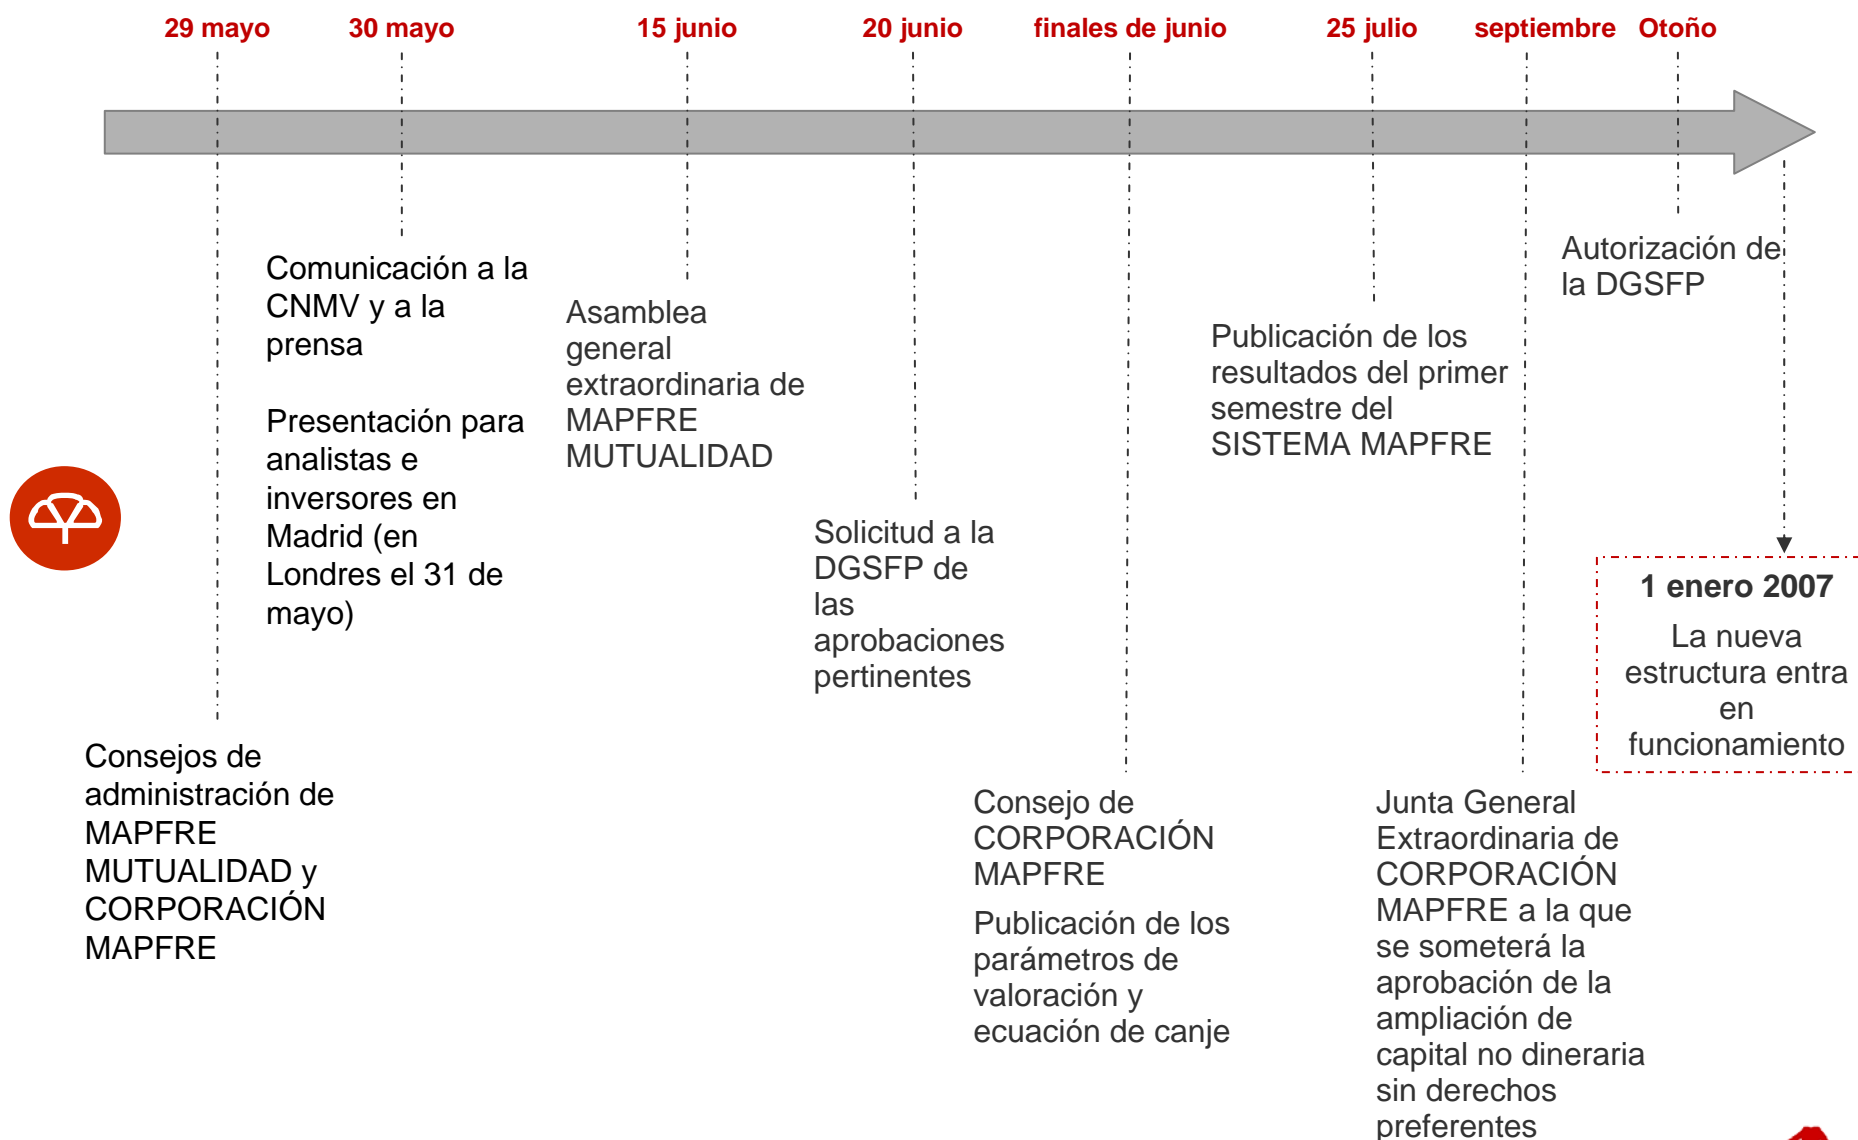 29 mayo
30 mayo
15 junio
20 junio
finales de junio
25 julio
septiembre
Otoño
Consejos de
administración de
MAPFRE
MUTUALIDAD y
CORPORACIÓN
MAPFRE
Comunicación a la
CNMV y a la
prensa
Presentación para
analistas e
inversores en
Madrid (en
Londres el 31 de
mayo)
Asamblea
general
extraordinaria de
MAPFRE
MUTUALIDAD
Solicitud a la
DGSFP de
las
aprobaciones
pertinentes
Consejo de
CORPORACIÓN
MAPFRE
Publicación de los
parámetros de
valoración y
ecuación de canje
Publicación de los
resultados del primer
semestre del
SISTEMA MAPFRE
Junta General
Extraordinaria de
CORPORACIÓN
MAPFRE a la que
se someterá la
aprobación de la
ampliación de
capital no dineraria
sin derechos
preferentes
Autorización de
la DGSFP
1 enero 2007
La nueva
estructura entra
en
funcionamiento